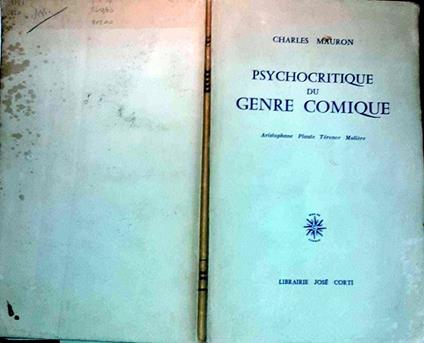 CHARLES MAURON
PSYCHOCRITIQUE
DU
GENRE COMIQUE
Aristophane Plaute Térence Molière
LIBRAIRIE JOSÉ CORTI